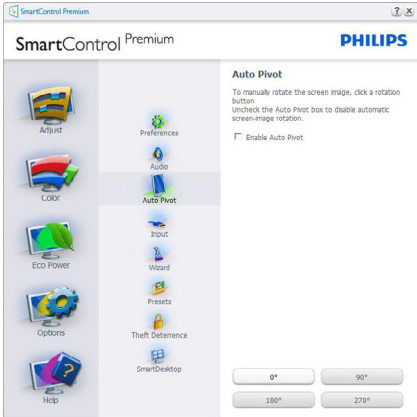 SmartControl Premium
SmartControl Premium
PHILIPS
Adjust
Color
Eco Power
Options
Help
Preferences
Audio
Auto Pivot
Input
Wizard
Presets
Theft Deterrence
SmartDesktop
Auto Pivot
To manually rotate the screen image, click a rotation
button
Uncheck the Auto Pivot box to disable automatic
screen-image rotation.
Enable Auto Pivot
0°
90°
180°
270°